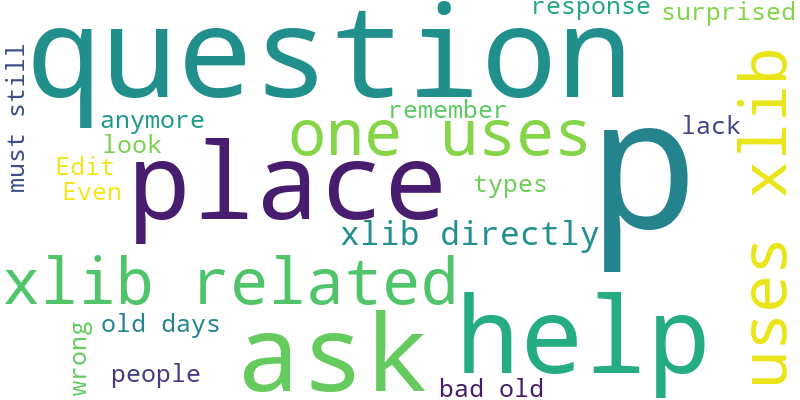 response
surprised
question
must still
uses xlib
remember
anymore
one uses
p
lack
look
place
Edit
Even
types
xlib directly
xlib related
help
old days
ask
wrong
people
bad old